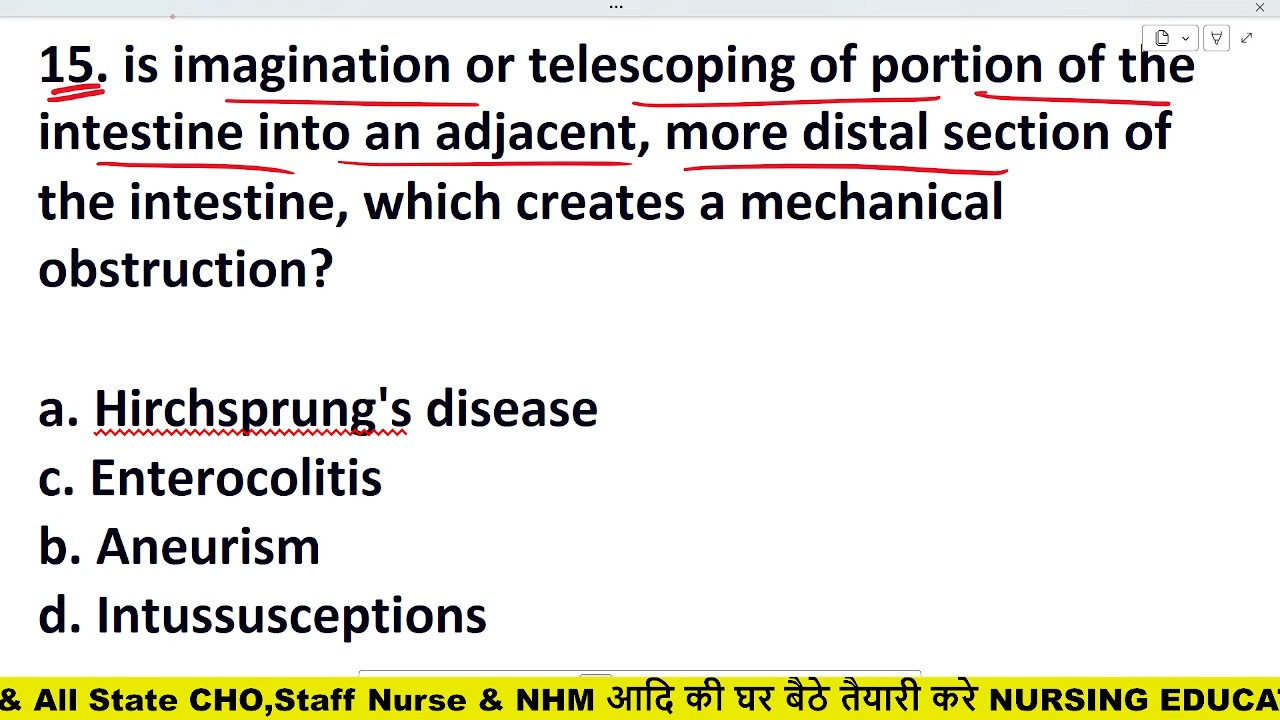 15. is imagination or telescoping of portion of the
intestine into an adjacent, more distal section of
the intestine, which creates a mechanical
obstruction?
a. Hirchsprung's disease
c. Enterocolitis
b. Aneurism
d. Intussusceptions
& All State CHO,Staff Nurse & NHM आदि की घर बैठे तैयारी करे NURSING EDUCA